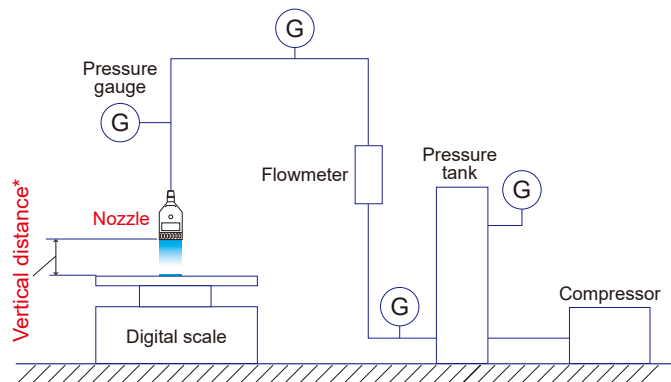 G
Pressure
gauge
G
Vertical distance*
Nozzle
Digital scale
Flowmeter
Pressure
tank
G
G
Compressor